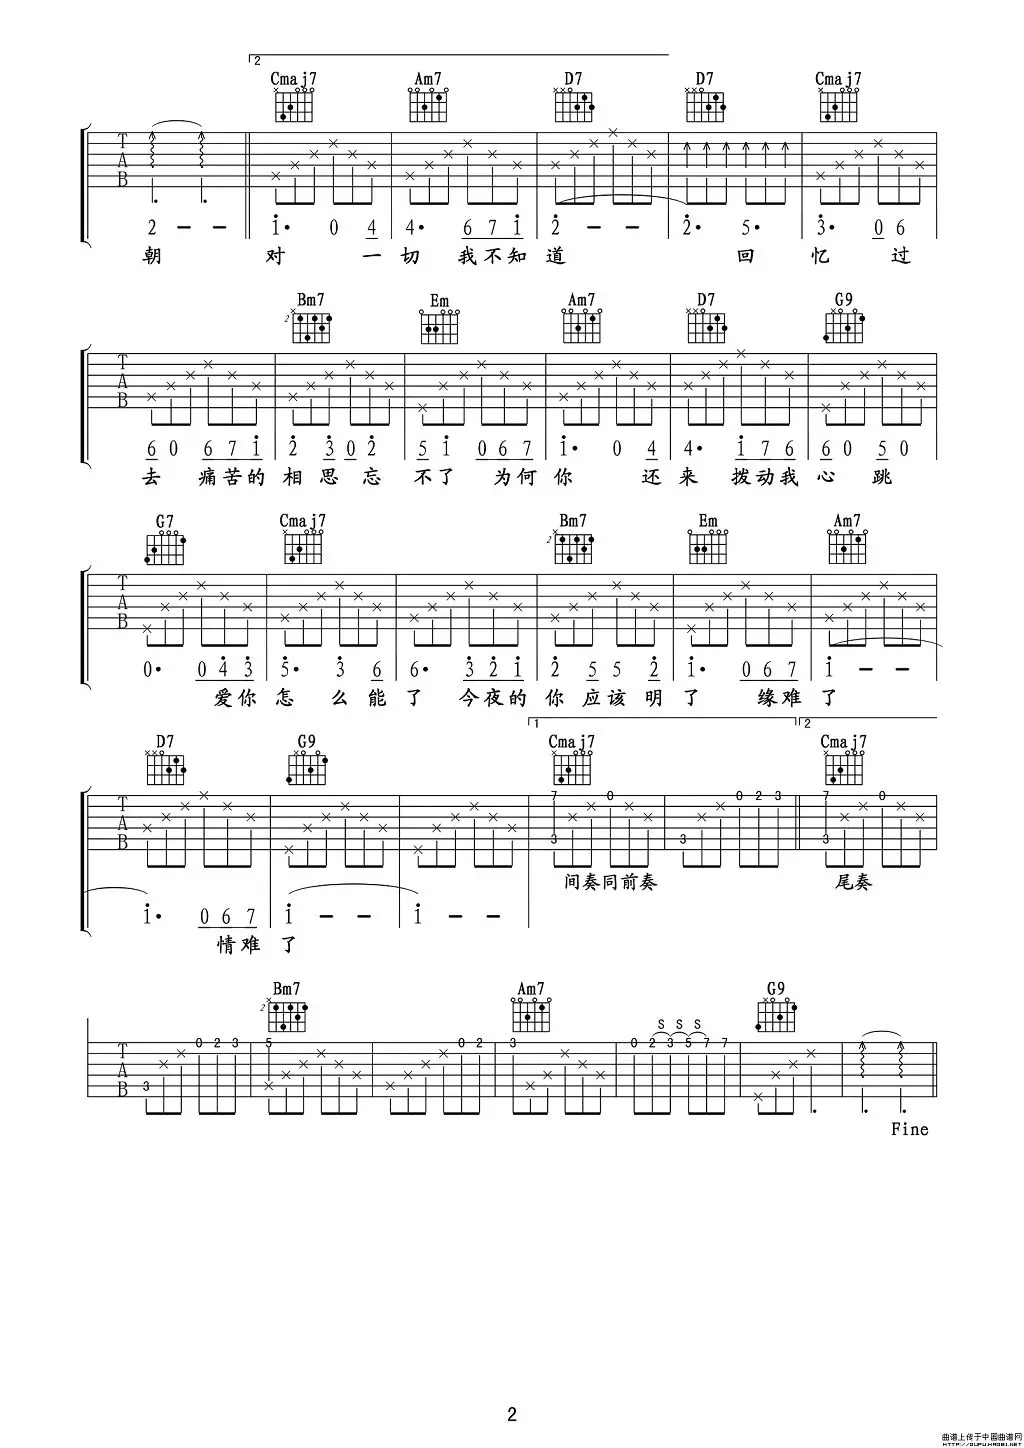 2
Cmaj7 Am7 D7 D7 Cmaj7
T
A
B
2 - - i· 0 4 4· 6 7 i 2 - - 2· 5· 3· 0 6
朝 对 一 切 我 不 知 道 回 忆 过
Bm7 Em Am7 D7 G9
2
T
A
B
6 0 6 7 i 2 3 0 2 5 i 0 6 7 i· 0 4 4· i 7 6 6 0 5 0
去 痛 苦 的 相 思 忘 不 了 为 何 你 还 来 拨 动 我 心 跳
G7 Cmaj7 Bm7 Em Am7
2
T
A
B
0· 0 4 3 5· 3 6 6· 3 2 i 2 5 5 2 i· 0 6 7 i - -
爱 你 怎 么 能 了 今 夜 的 你 应 该 明 了 缘 难 了
1 2
D7 G9 Cmaj7 Cmaj7
7 0 0 2 3 7 0
T
A
B
3 3 3
间奏同前奏 尾奏
i· 0 6 7 i - - i - -
情 难 了
Bm7 Am7 G9
2
S S S
0 2 3 5 0 2 3 0 2 3 5 7 7
T
A
B
3
Fine
2
曲谱上传于中国曲谱网
HTTP://QUPU.HAO61.NET